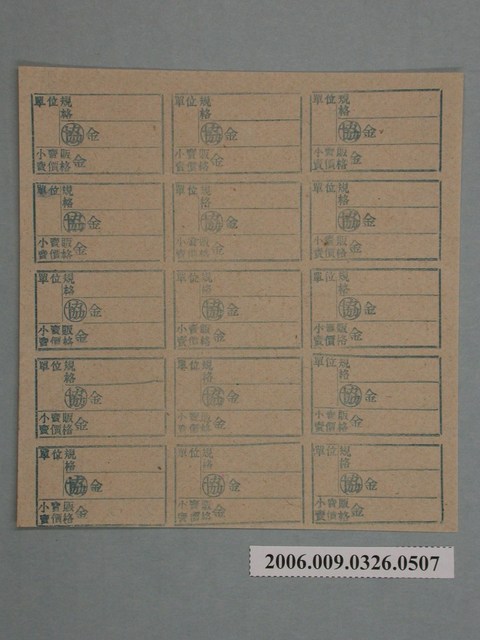 單位規 單位規 單位規
格 格 格
協金 協金 協金
小賣販 小賣販 小賣販
賣價格金 賣價格金 賣價格金
單位規 單位規 單位規
格 格 格
協金 協金 協金
小賣販 小賣販 小賣販
賣價格金 賣價格金 賣價格金
單位規 單位規 單位規
格 格 格
協金 協金 協金
小賣販 小賣販 小賣販
賣價格金 賣價格金 賣價格金
單位規 單位規 單位規
格 格 格
協金 協金 協金
小賣販 小賣販 小賣販
賣價格金 賣價格金 賣價格金
單位規 單位規 單位規
格 格 格
協金 協金 協金
小賣販 小賣販 小賣販
賣價格金 賣價格金 賣價格金
2006.009.0326.0507